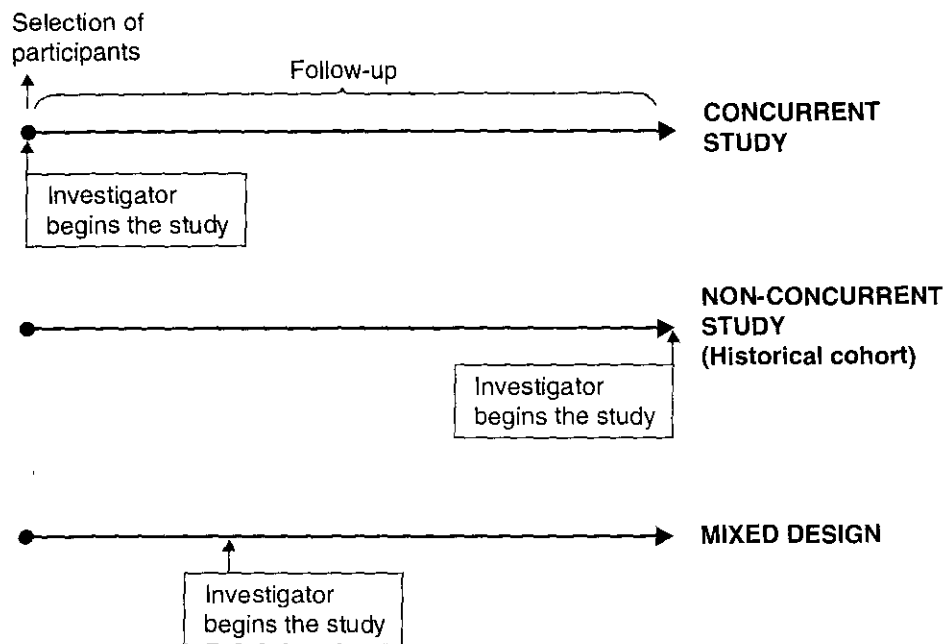 Selection of
participants
Follow-up
CONCURRENT
STUDY
Investigator
begins the study
NON-CONCURRENT
STUDY
(Historical cohort)
Investigator
begins the study
MIXED DESIGN
Investigator
begins the study